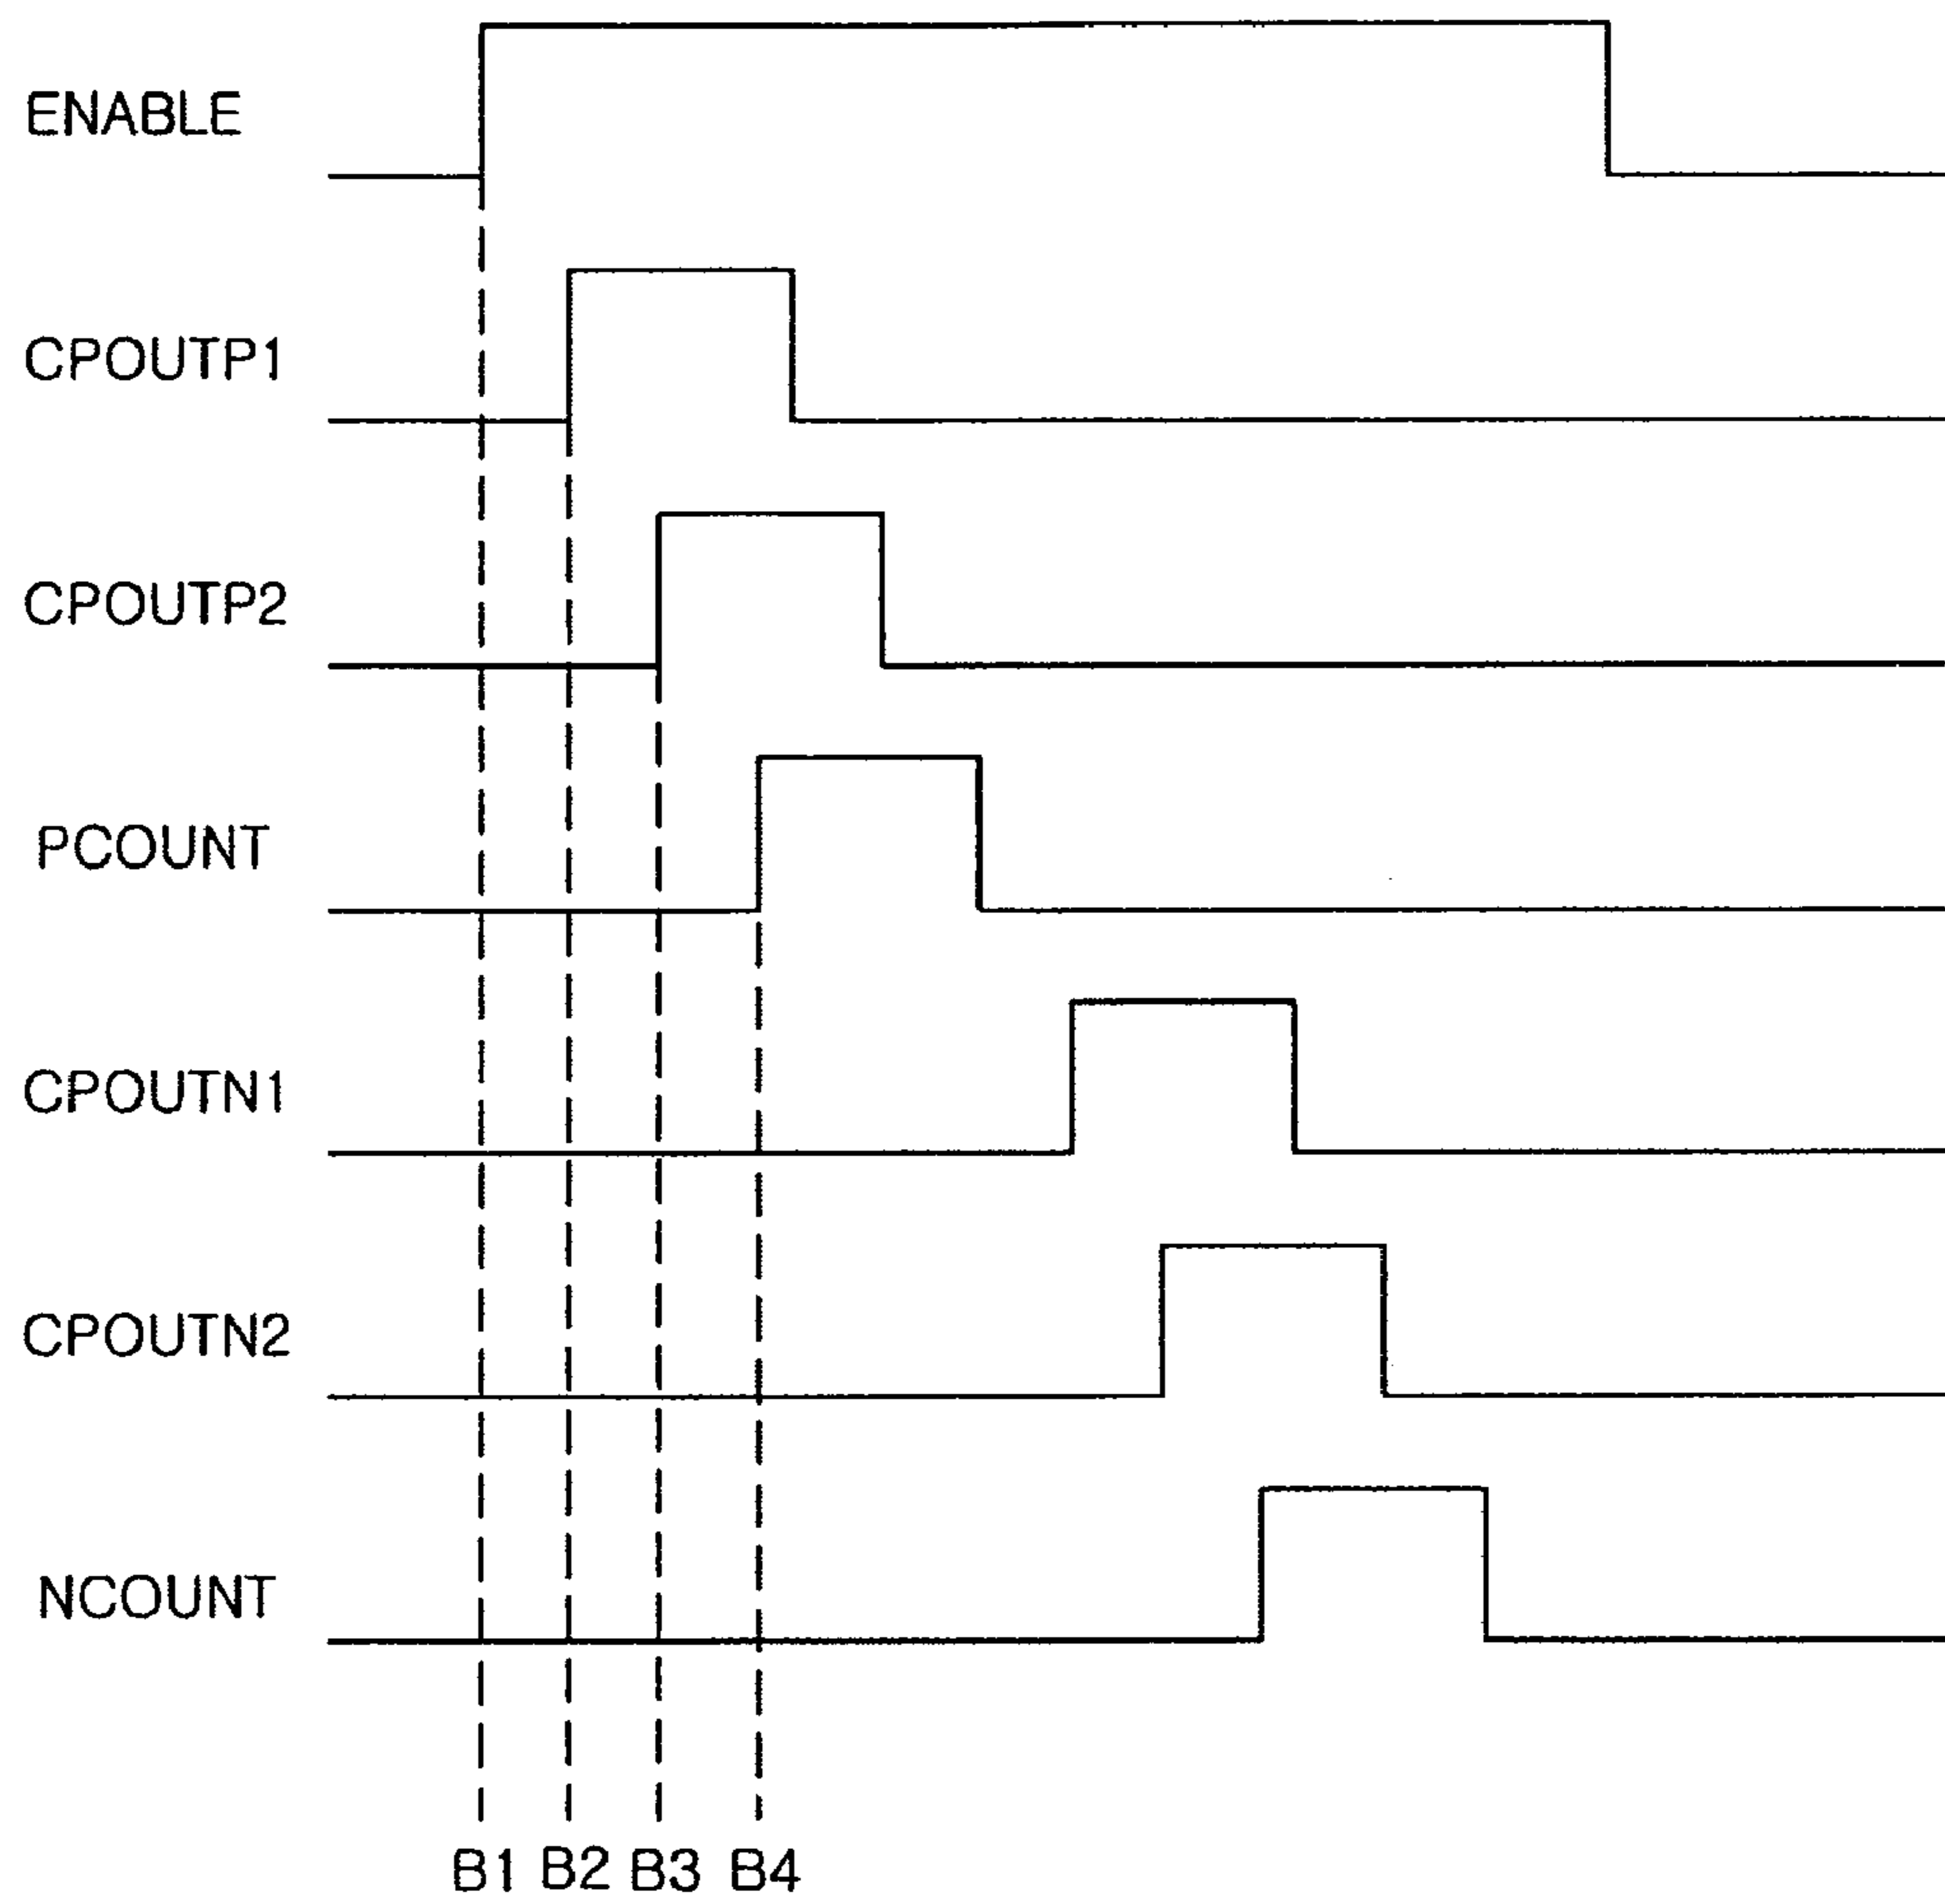 ENABLE
CPOUTP1
CPOUTP2
PCOUNT
CPOUTN1
CPOUTN2
NCOUNT
B1 B2 B3 B4